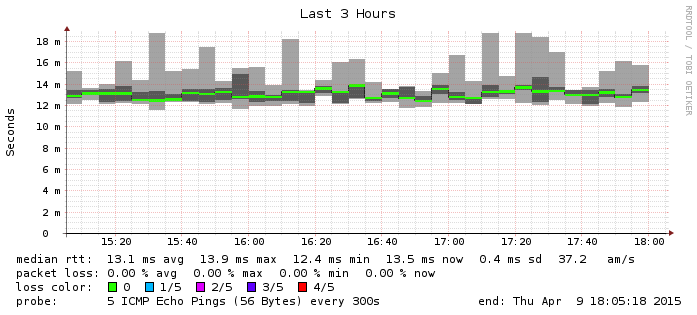 Last 3 Hours
RRDTOOL / TOBI OETIKER
Seconds
18 m
16 m
14 m
12 m
10 m
8 m
6 m
4 m
2 m
0
15:20 15:40 16:00 16:20 16:40 17:00 17:20 17:40 18:00
median rtt: 13.1 ms avg 13.9 ms max 12.4 ms min 13.5 ms now 0.4 ms sd 37.2 am/s
packet loss: 0.00 % avg 0.00 % max 0.00 % min 0.00 % now
loss color: 0 1/5 2/5 3/5 4/5
probe: 5 ICMP Echo Pings (56 Bytes) every 300s end: Thu Apr 9 18:05:18 2015